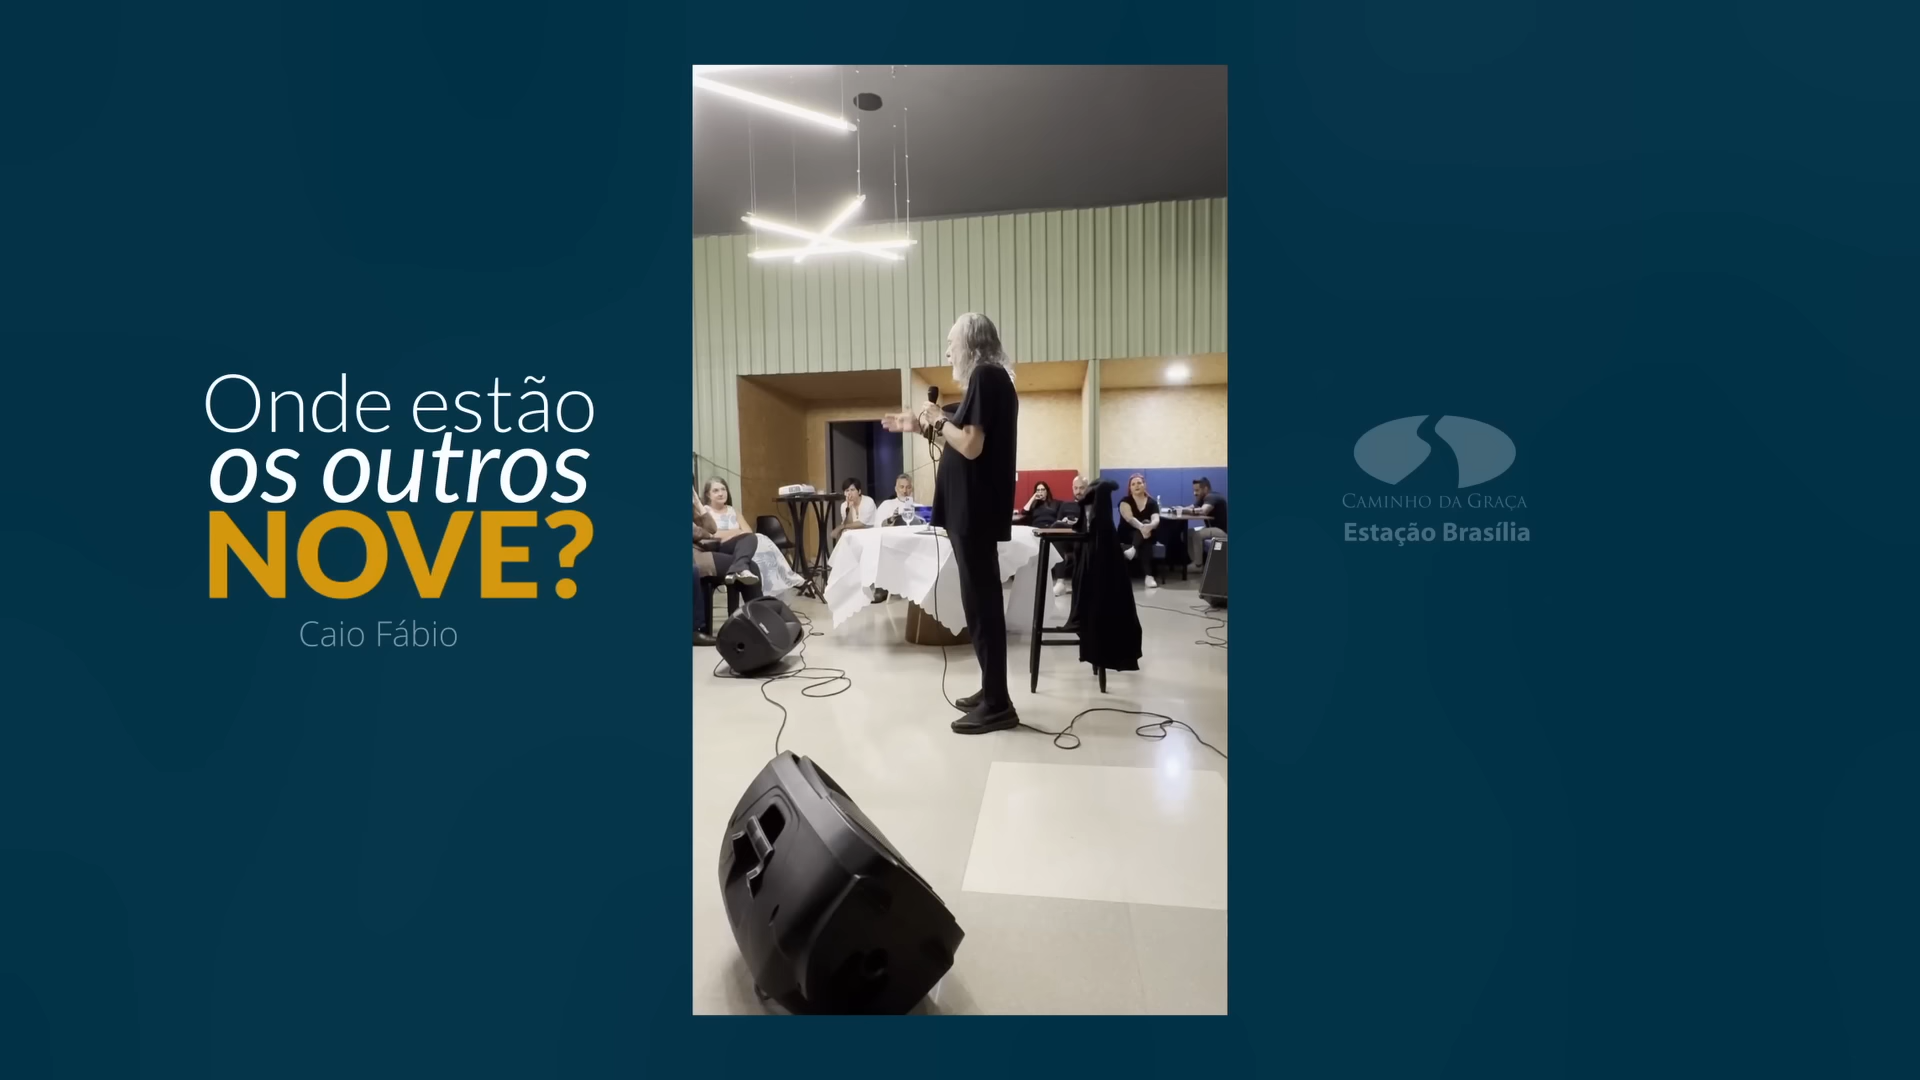 Onde estão
os outros
NOVE?
Caio Fábio
CAMINHO DA GRAÇA
Estação Brasília